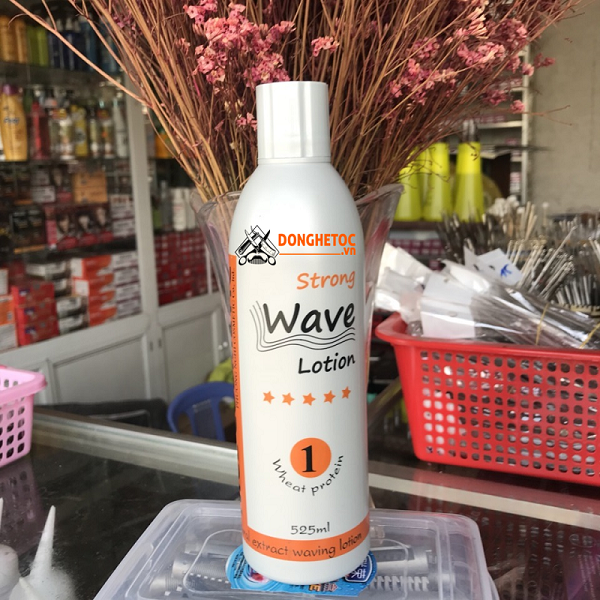 DONGHETOC
.vn
Strong
Wave
Lotion
1
Wheat protein
525ml
extract waving lotion